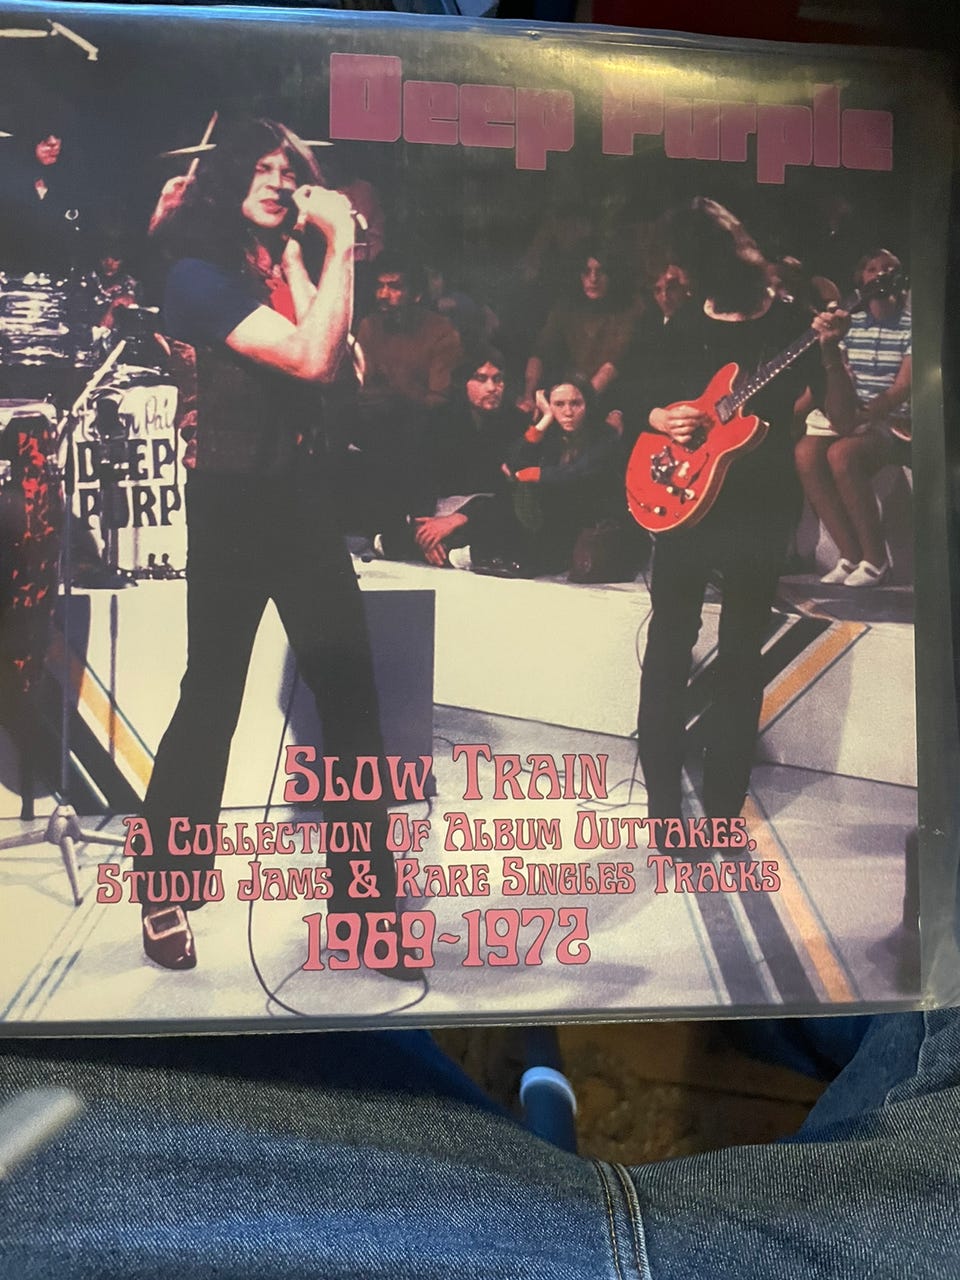 Deep Purple
DEEP
PURP
Slow Train
A Collection Of Album Outtakes,
Studio Jams & Rare Singles Tracks
1969~1972